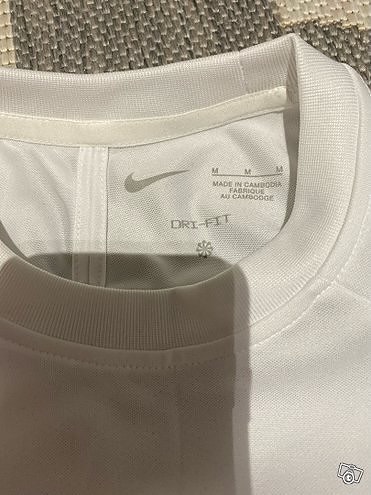 M M M
MADE IN CAMBODIA
FABRIQUÉ
AU CAMBODGE
DRI-FIT